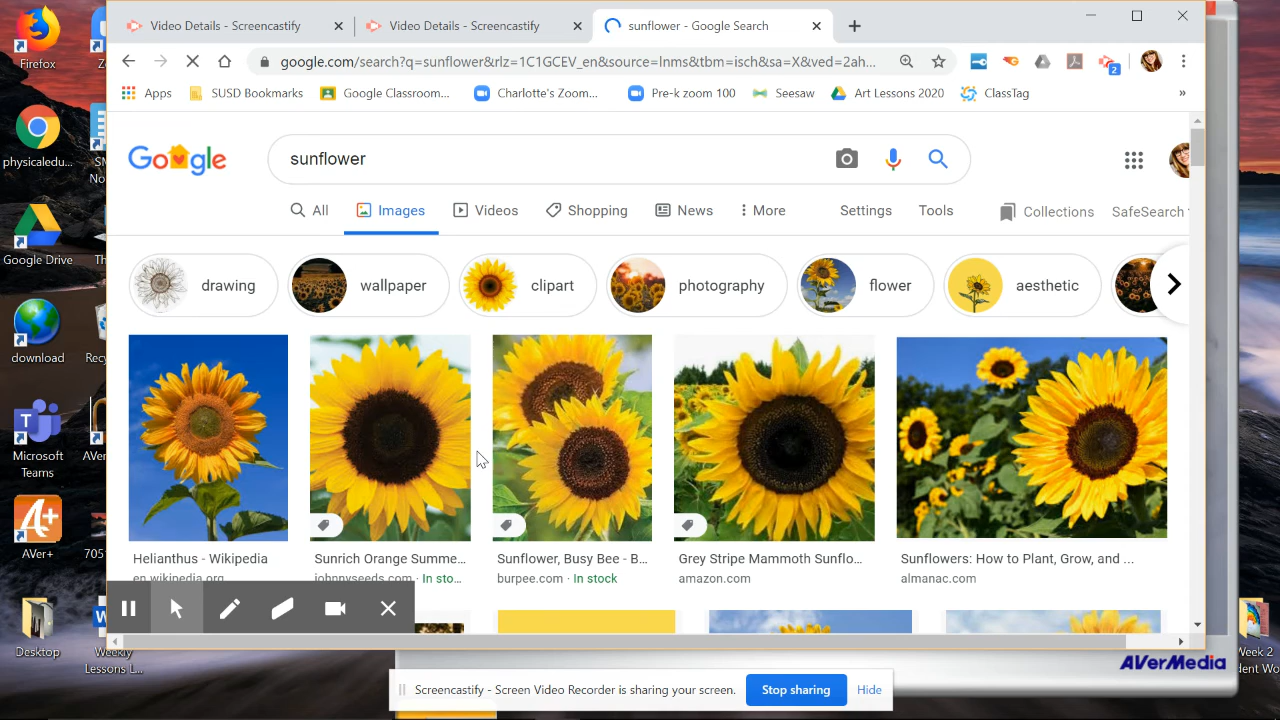 Video Details - Screencastify
Video Details - Screencastify
sunflower - Google Search
google.com/search?q=sunflower&rlz=1C1GCEV_en&source=lnms&tbm=isch&sa=X&ved=2ah...
2
Apps
SUSD Bookmarks
Google Classroom...
Charlotte's Zoom...
Pre-k zoom 100
Seesaw
Art Lessons 2020
ClassTag
»
Google
sunflower
All
Images
Videos
Shopping
News
More
Settings
Tools
Collections
SafeSearch
drawing
wallpaper
clipart
photography
flower
aesthetic
Helianthus - Wikipedia
en.wikipedia.org
Sunrich Orange Summe...
johnnyseeds.com · In sto...
Sunflower, Busy Bee - B...
burpee.com · In stock
Grey Stripe Mammoth Sunflo...
amazon.com
Sunflowers: How to Plant, Grow, and ...
almanac.com
Screencastify - Screen Video Recorder is sharing your screen.
Stop sharing
Hide
Firefox
physicaledu...
Google Drive
download
Microsoft
Teams
A+
AVer+
Desktop
Weekly
Lessons L...
AVerMedia
Week 2